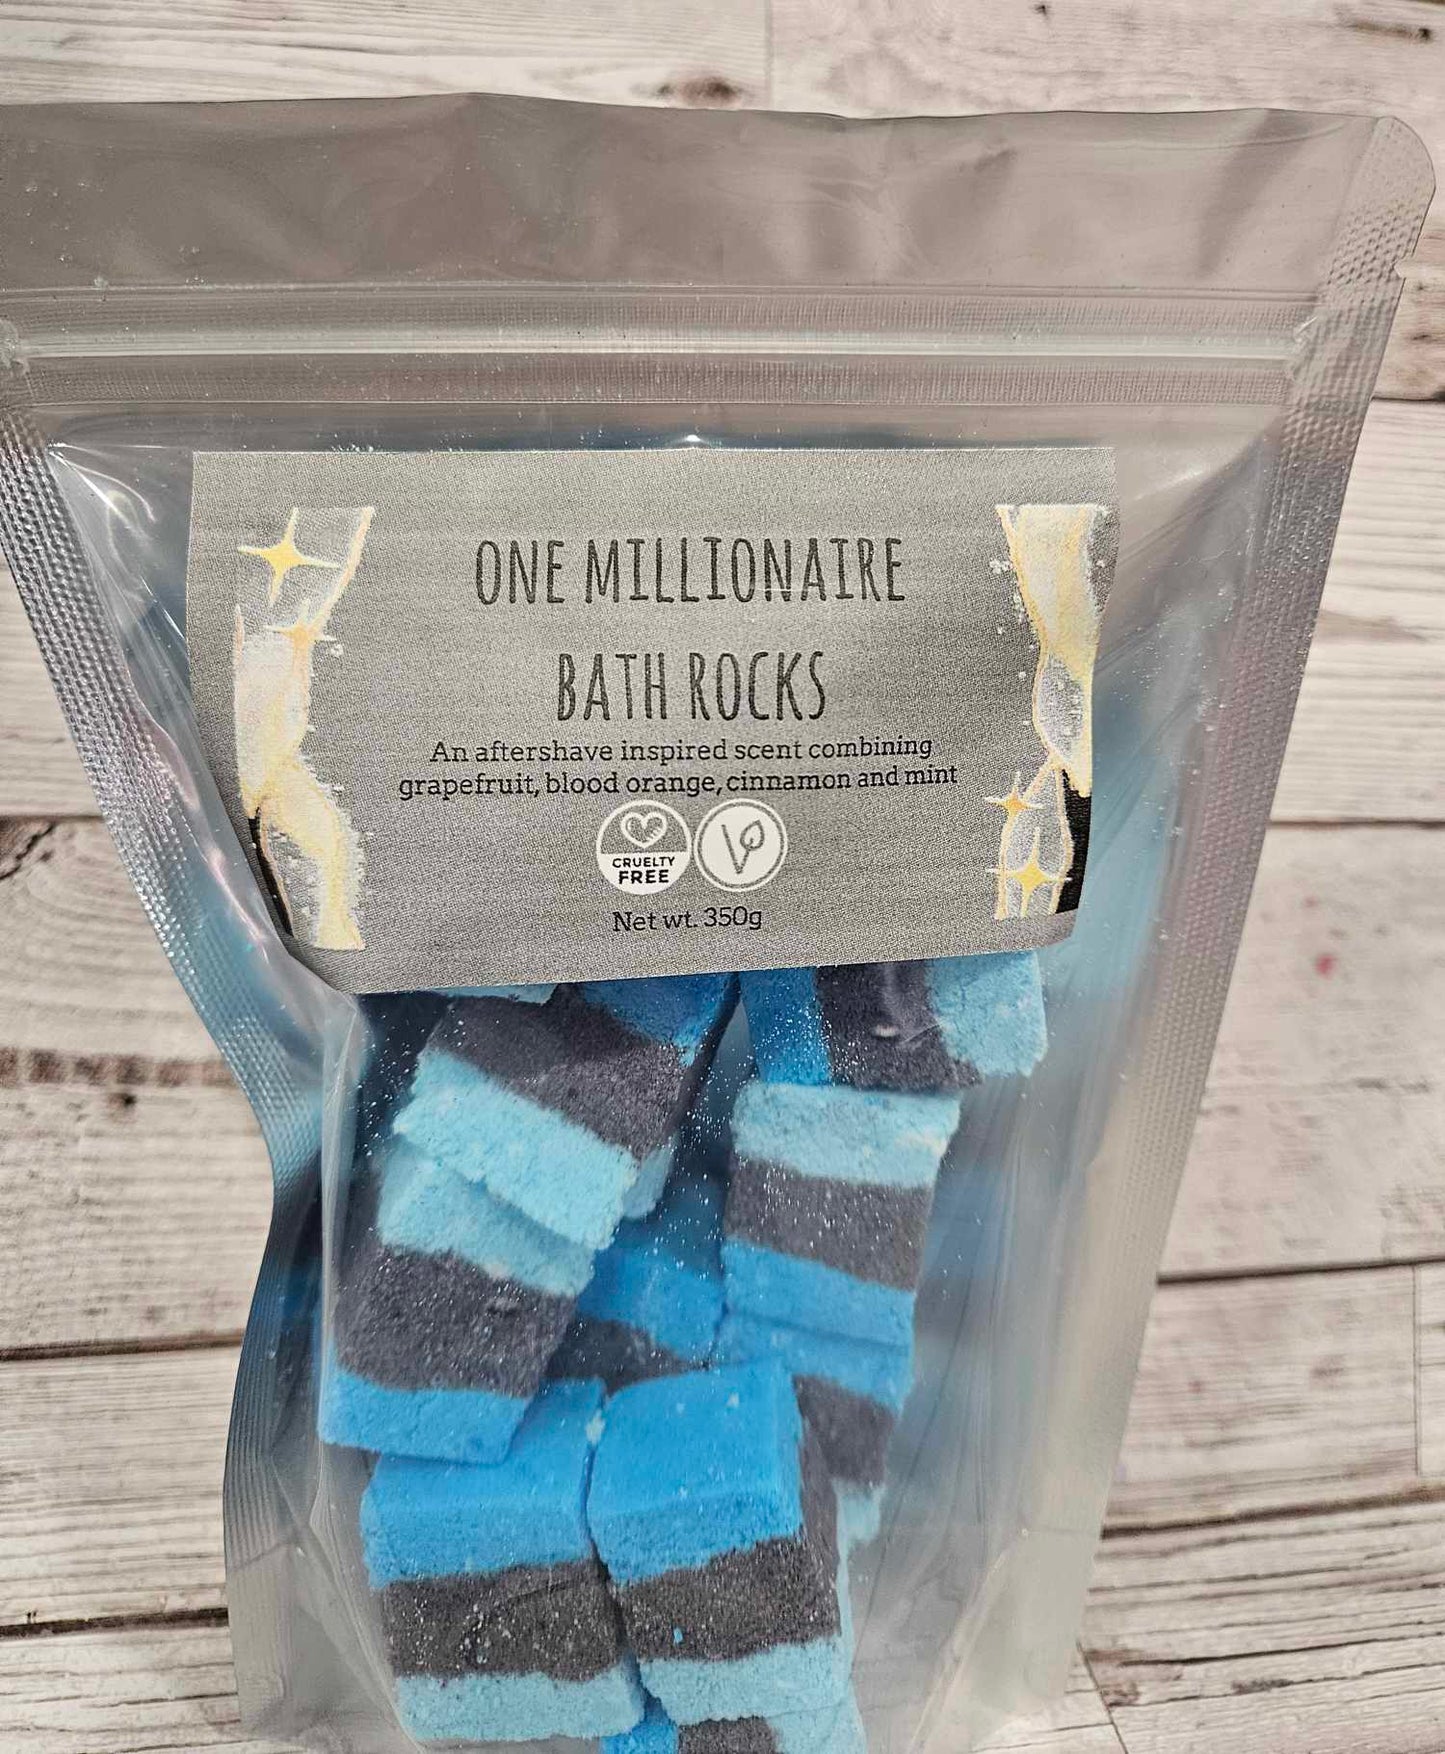 ONE MILLIONAIRE
BATH ROCKS
An aftershave inspired scent combining
grapefruit, blood orange, cinnamon and mint
CRUELTY
FREE
V
Net wt. 350g